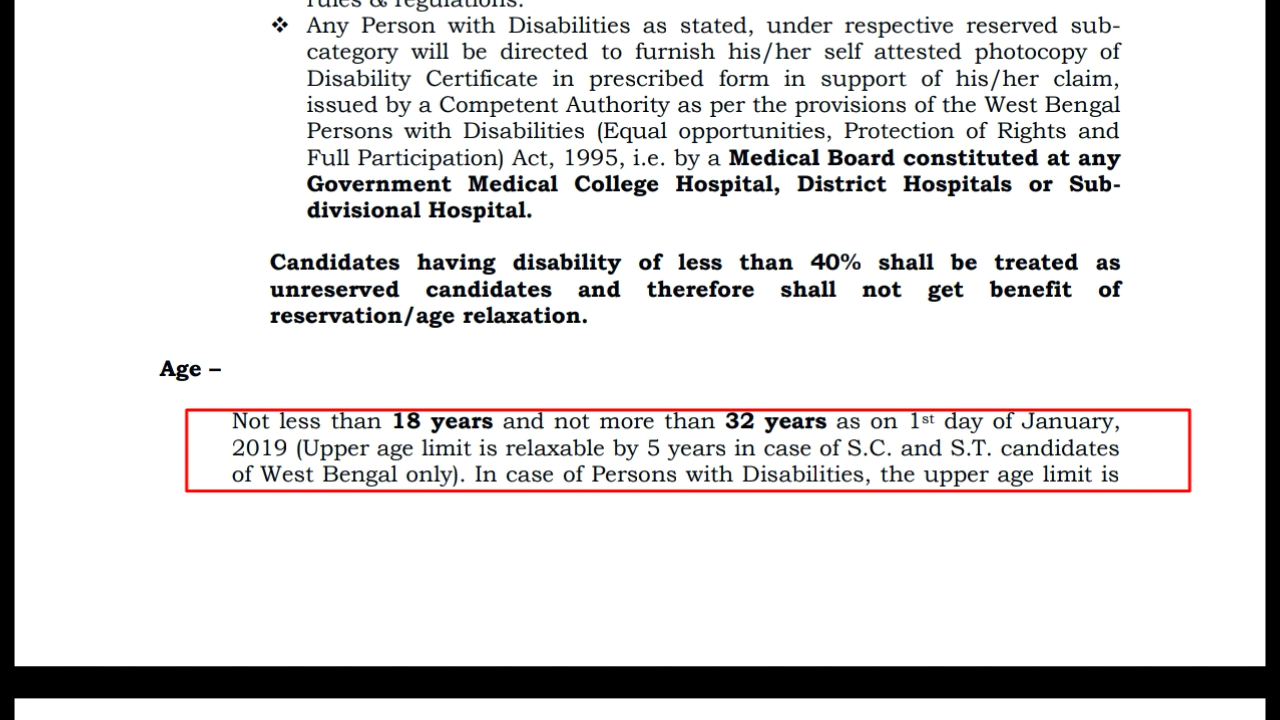 rules & regulations.
❖ Any Person with Disabilities as stated, under respective reserved sub-
category will be directed to furnish his/her self attested photocopy of
Disability Certificate in prescribed form in support of his/her claim,
issued by a Competent Authority as per the provisions of the West Bengal
Persons with Disabilities (Equal opportunities, Protection of Rights and
Full Participation) Act, 1995, i.e. by a Medical Board constituted at any
Government Medical College Hospital, District Hospitals or Sub-
divisional Hospital.
Candidates having disability of less than 40% shall be treated as
unreserved candidates and therefore shall not get benefit of
reservation/age relaxation.
Age –
Not less than 18 years and not more than 32 years as on 1st day of January,
2019 (Upper age limit is relaxable by 5 years in case of S.C. and S.T. candidates
of West Bengal only). In case of Persons with Disabilities, the upper age limit is